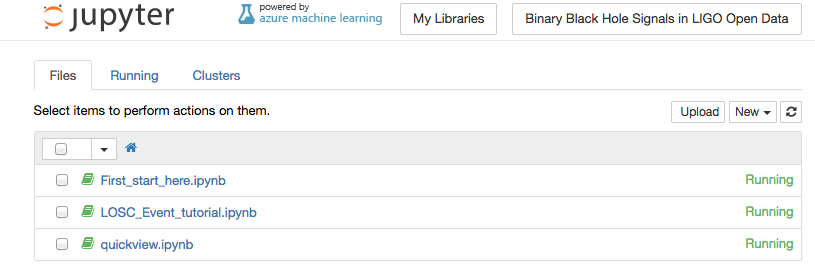 jupyter
powered by
azure machine learning
My Libraries
Binary Black Hole Signals in LIGO Open Data
Files
Running
Clusters
Select items to perform actions on them.
Upload
New
First_start_here.ipynb
Running
LOSC_Event_tutorial.ipynb
Running
quickview.ipynb
Running